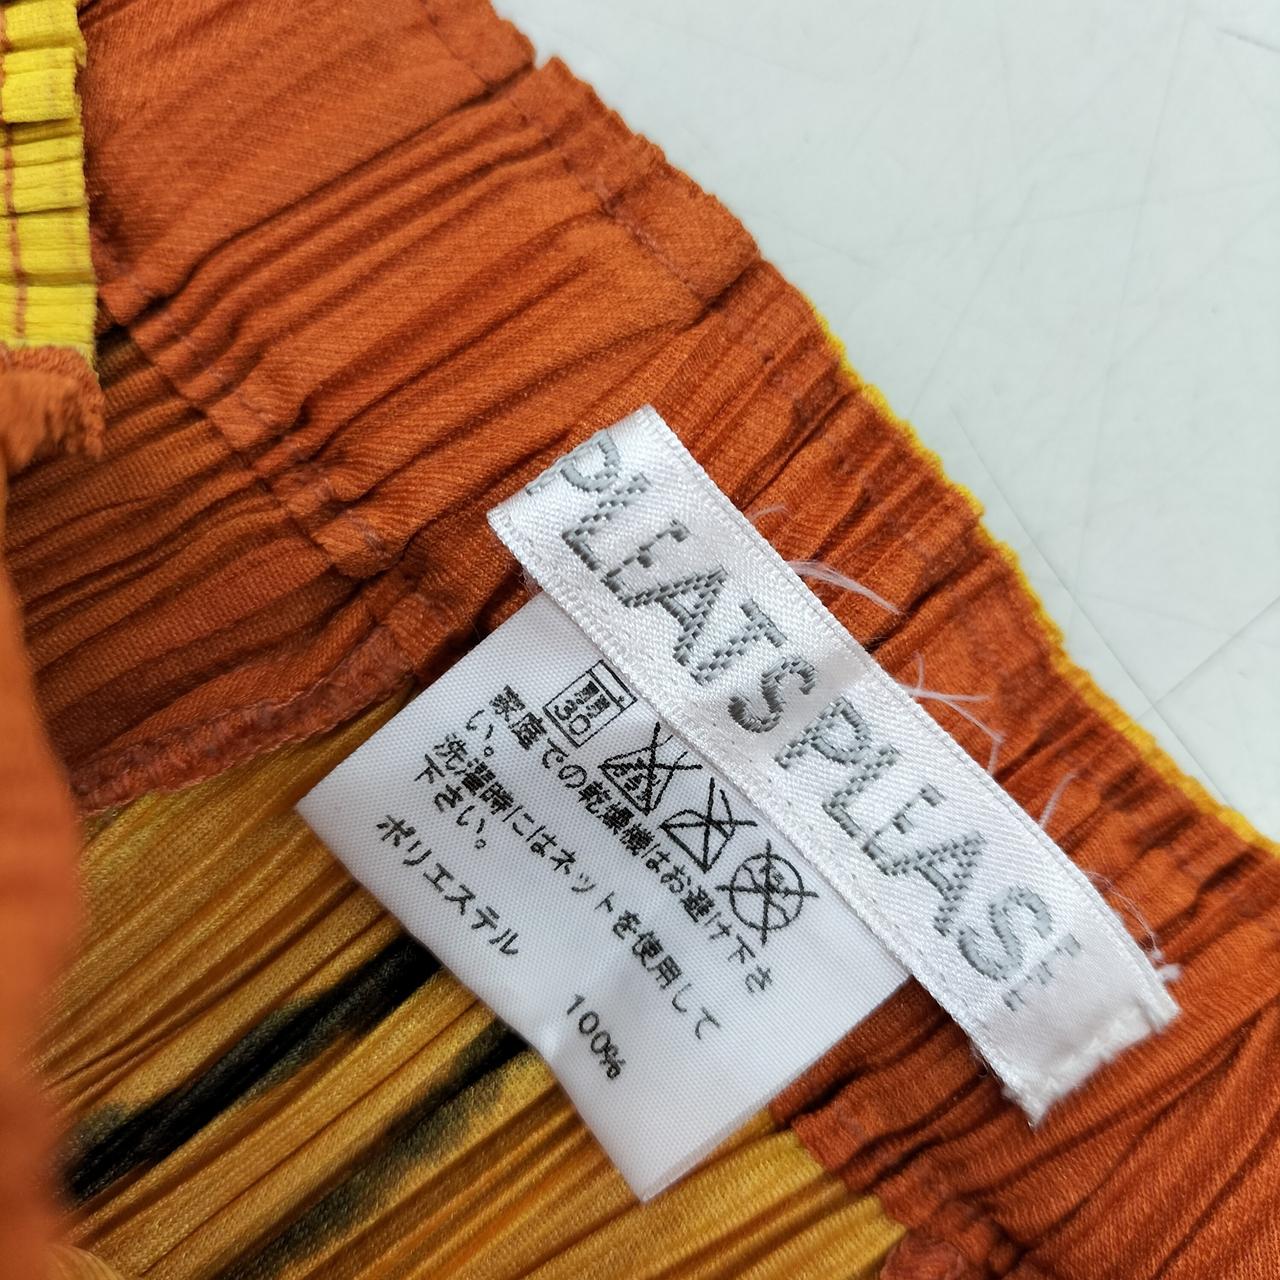 PLEATS PLEASE
30
家庭での乾燥機はお避け下さ
い。
洗濯時にはネットを使用して
下さい。
ポリエステル 100%